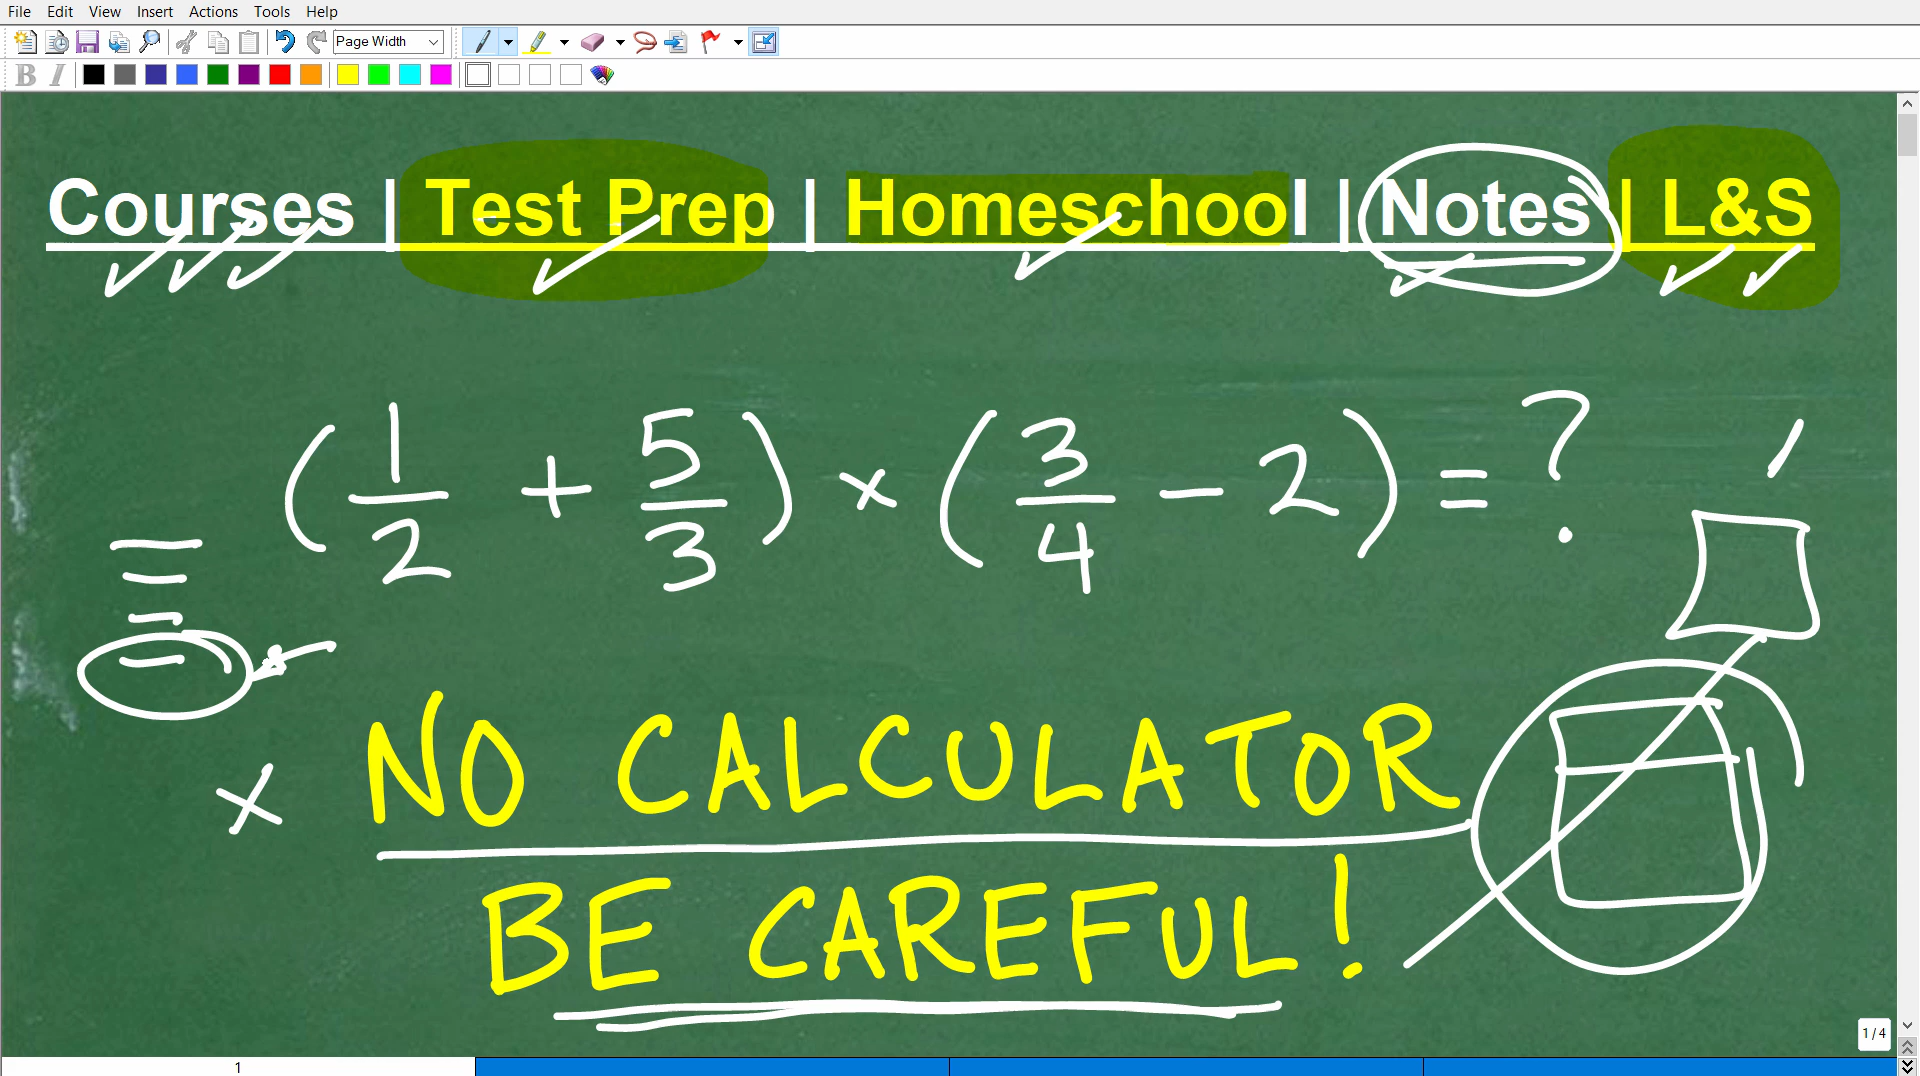 File Edit View Insert Actions Tools Help
Page Width
B I
Courses | Test Prep | Homeschool | Notes | L&S
(1/2 + 5/3) × (3/4 - 2) = ?
NO CALCULATOR
BE CAREFUL!
1 / 4
1